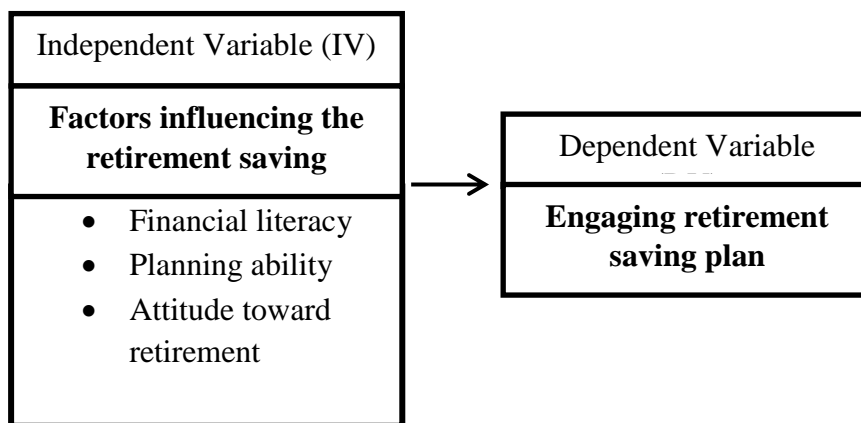 Independent Variable (IV)
Factors influencing the
retirement saving
• Financial literacy
• Planning ability
• Attitude toward
retirement
Dependent Variable
Engaging retirement
saving plan